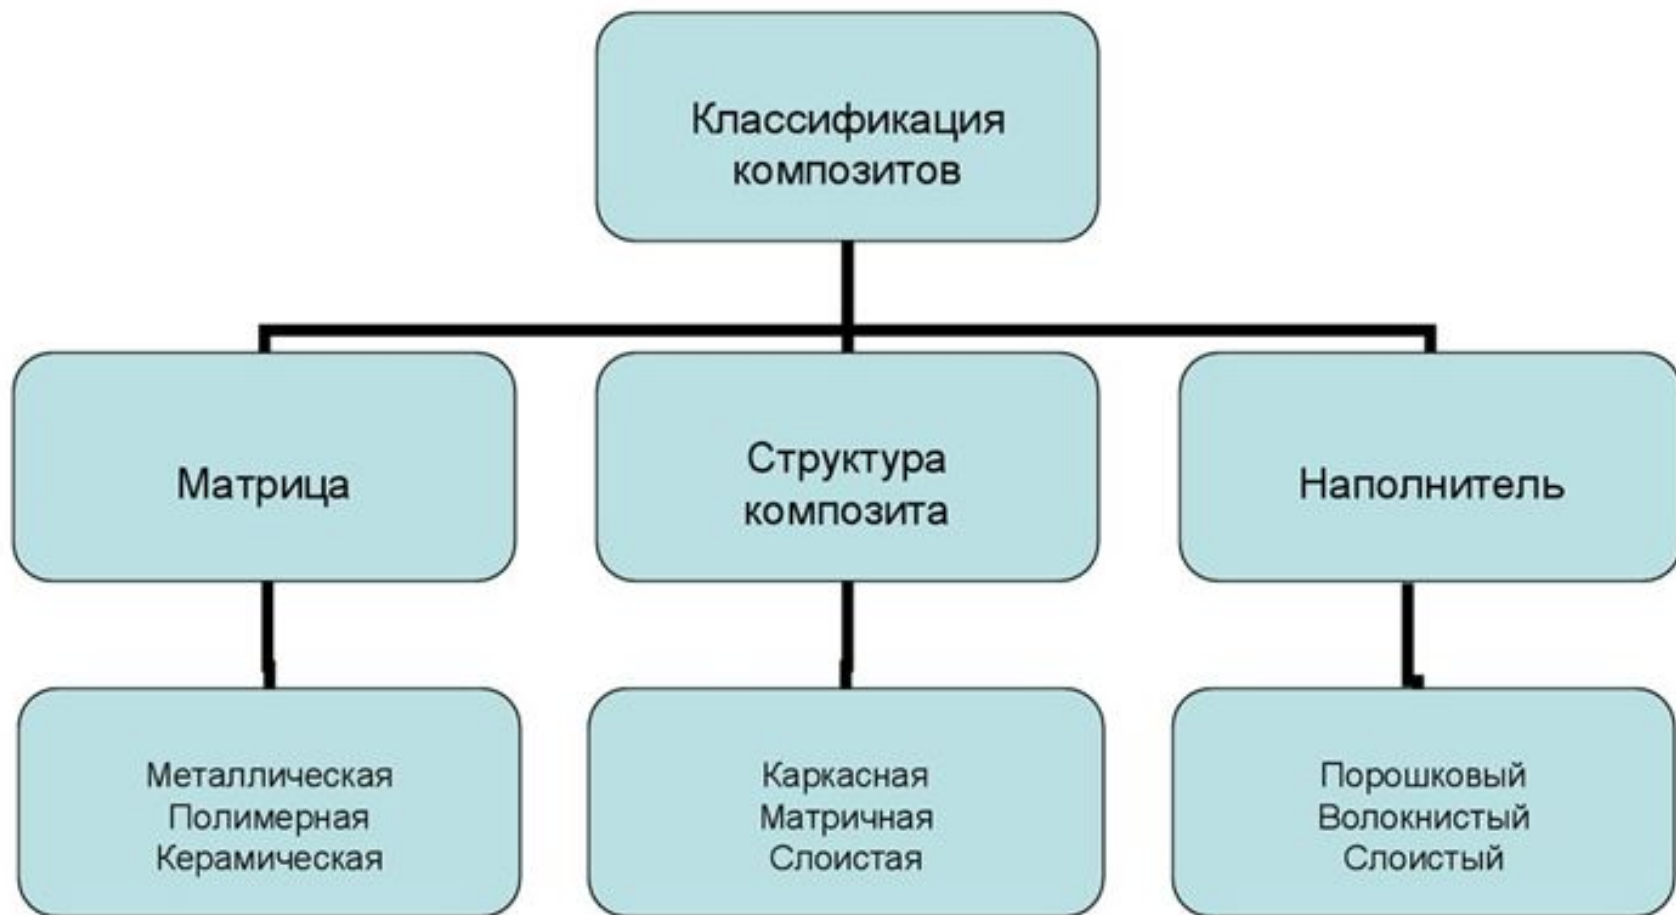 Классификация
композитов
Матрица
Структура
композита
Наполнитель
Металлическая
Полимерная
Керамическая
Каркасная
Матричная
Слоистая
Порошковый
Волокнистый
Слоистый